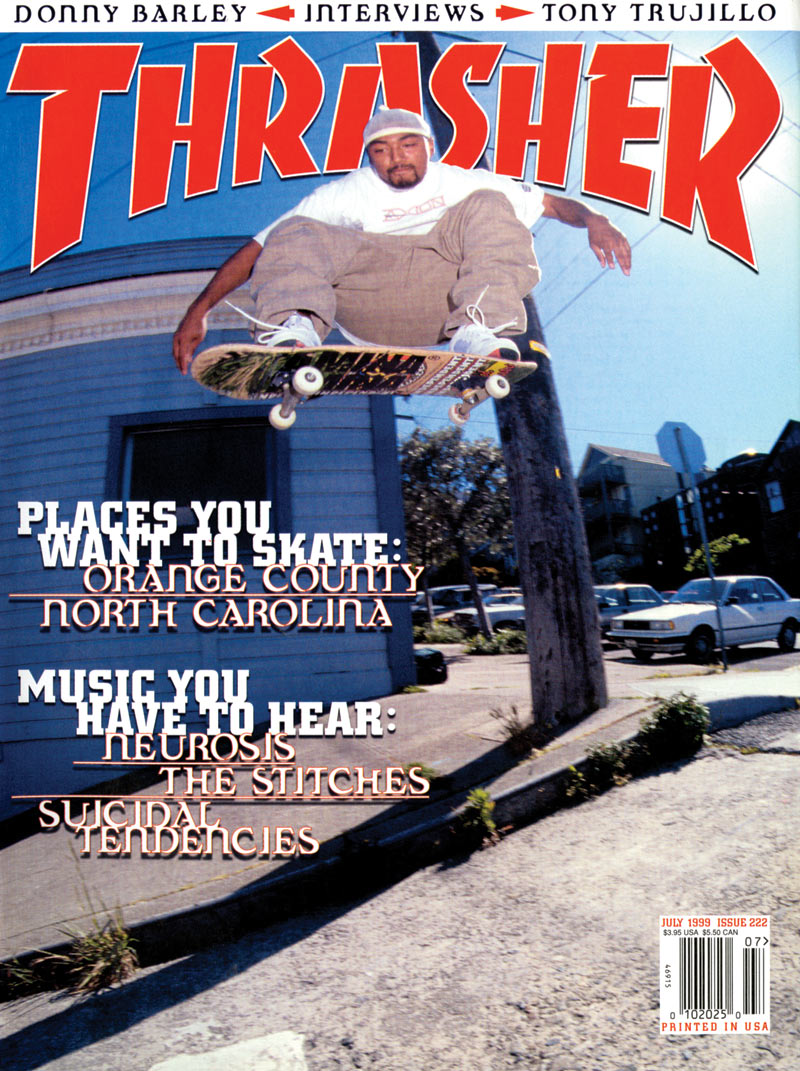 DONNY BARLEY INTERVIEWS TONY TRUJILLO
THRASHER
PLACES YOU
WANT TO SKATE:
ORANGE COUNTY
NORTH CAROLINA
MUSIC YOU
HAVE TO HEAR:
NEUROSIS
THE STITCHES
SUICIDAL
TENDENCIES
JULY 1999 ISSUE 222
$3.95 USA $5.50 CAN
07>
46915
0 102025 0
PRINTED IN USA